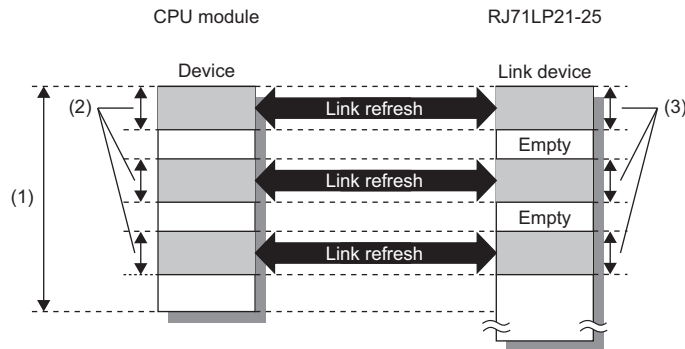 CPU module
RJ71LP21-25
Device
Link device
(2)
Link refresh
(3)
Empty
(1)
Link refresh
Empty
Link refresh